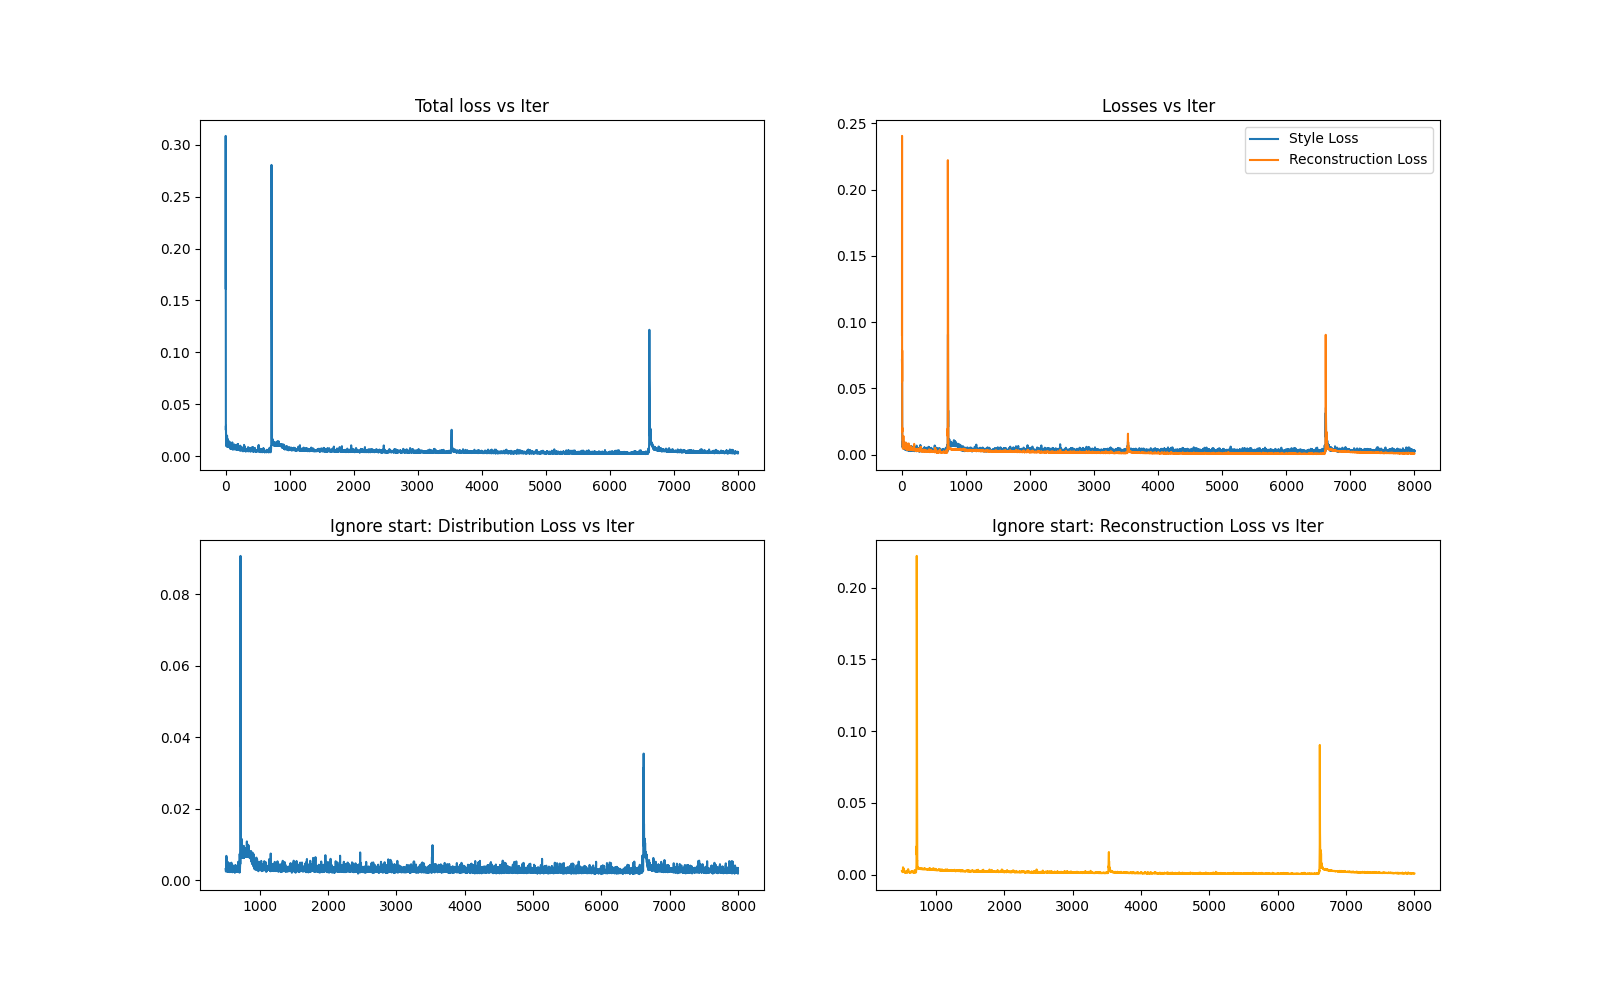 Total loss vs Iter
0.30
0.25
0.20
0.15
0.10
0.05
0.00
0 1000 2000 3000 4000 5000 6000 7000 8000
Losses vs Iter
Style Loss
Reconstruction Loss
0.25
0.20
0.15
0.10
0.05
0.00
0 1000 2000 3000 4000 5000 6000 7000 8000
Ignore start: Distribution Loss vs Iter
0.08
0.06
0.04
0.02
0.00
1000 2000 3000 4000 5000 6000 7000 8000
Ignore start: Reconstruction Loss vs Iter
0.20
0.15
0.10
0.05
0.00
1000 2000 3000 4000 5000 6000 7000 8000